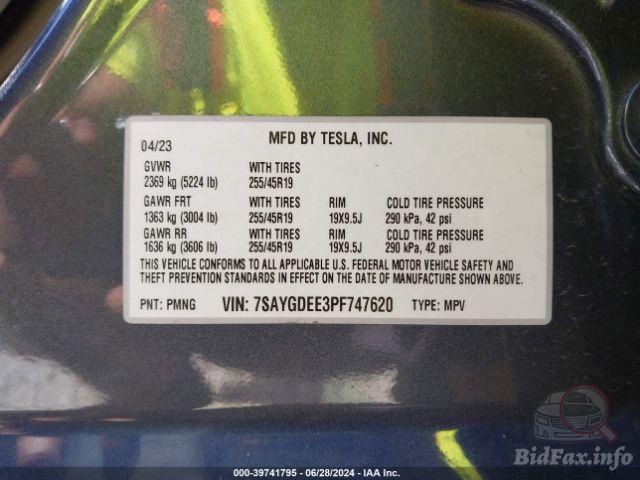 MFD BY TESLA, INC.
04/23
GVWR WITH TIRES
2369 kg (5224 lb) 255/45R19
GAWR FRT WITH TIRES RIM COLD TIRE PRESSURE
1363 kg (3004 lb) 255/45R19 19X9.5J 290 kPa, 42 psi
GAWR RR WITH TIRES RIM COLD TIRE PRESSURE
1636 kg (3606 lb) 255/45R19 19X9.5J 290 kPa, 42 psi
THIS VEHICLE CONFORMS TO ALL APPLICABLE U.S. FEDERAL MOTOR VEHICLE SAFETY AND
THEFT PREVENTION STANDARDS IN EFFECT ON THE DATE OF MANUFACTURE SHOWN ABOVE.
PNT: PMNG VIN: 7SAYGDEE3PF747620 TYPE: MPV
BidFax.info
000-39741795 - 06/28/2024 - IAA Inc.